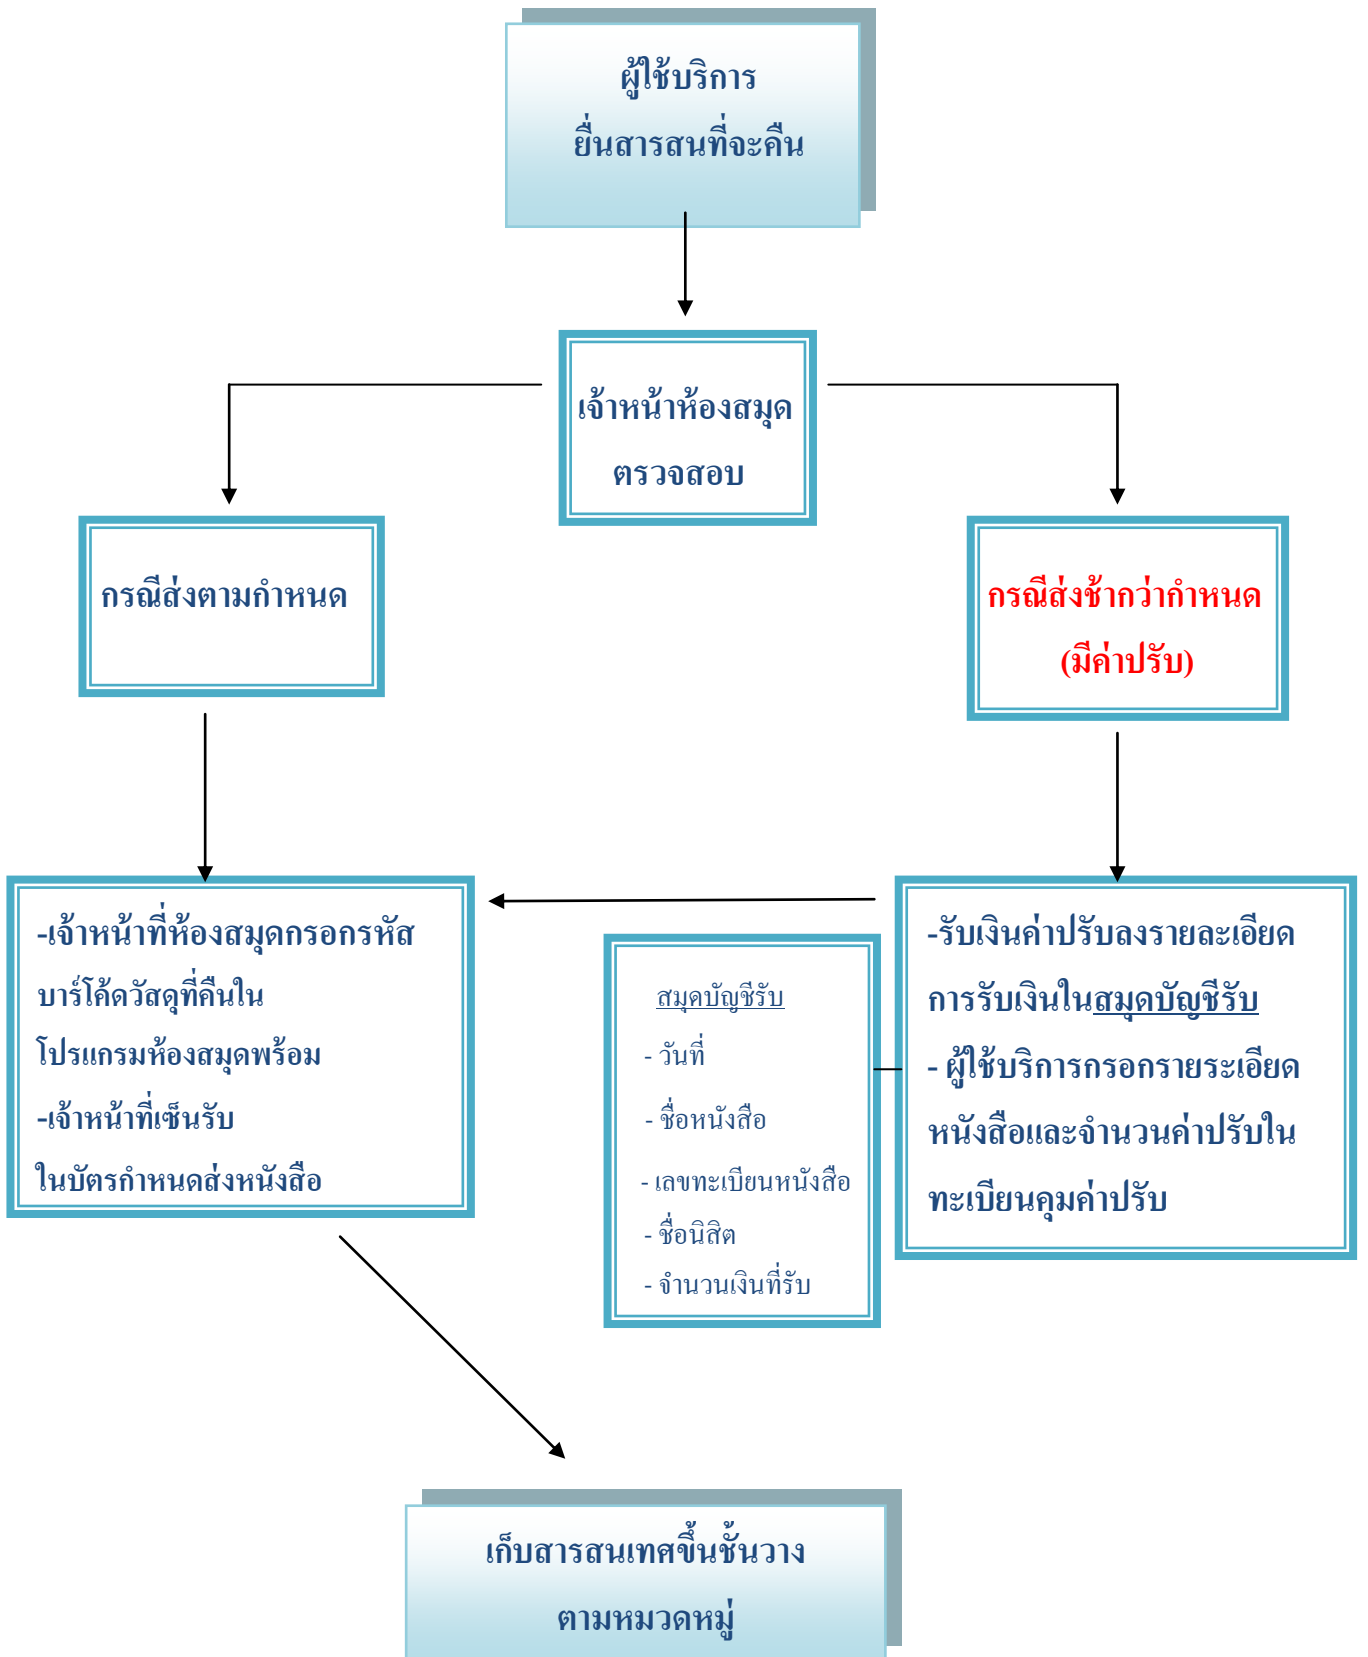 ผู้ใช้บริการ
ยื่นสารสนที่จะคืน
เจ้าหน้าห้องสมุด
ตรวจสอบ
กรณีส่งตามกำหนด
กรณีส่งช้ากว่ากำหนด
(มีค่าปรับ)
-เจ้าหน้าที่ห้องสมุดกรอกรหัส
บาร์โค้ดวัสดุที่คืนใน
โปรแกรมห้องสมุดพร้อม
-เจ้าหน้าที่เซ็นรับ
ในบัตรกำหนดส่งหนังสือ
สมุดบัญชีรับ
- วันที่
- ชื่อหนังสือ
- เลขทะเบียนหนังสือ
- ชื่อนิสิต
- จำนวนเงินที่รับ
-รับเงินค่าปรับลงรายละเอียด
การรับเงินในสมุดบัญชีรับ
- ผู้ใช้บริการกรอกรายระเอียด
หนังสือและจำนวนค่าปรับใน
ทะเบียนคุมค่าปรับ
เก็บสารสนเทศขึ้นชั้นวาง
ตามหมวดหมู่